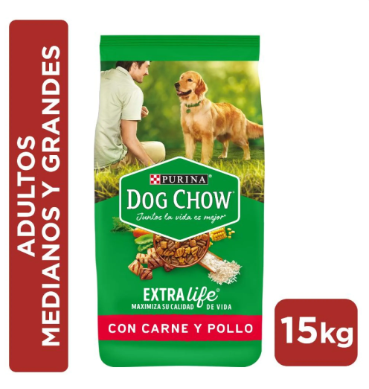 ADULTOS
MEDIANOS Y GRANDES
PURINA
DOG CHOW
Juntos la vida es mejor
EXTRA life
MAXIMIZA SU CALIDAD DE VIDA
CON CARNE Y POLLO
15kg